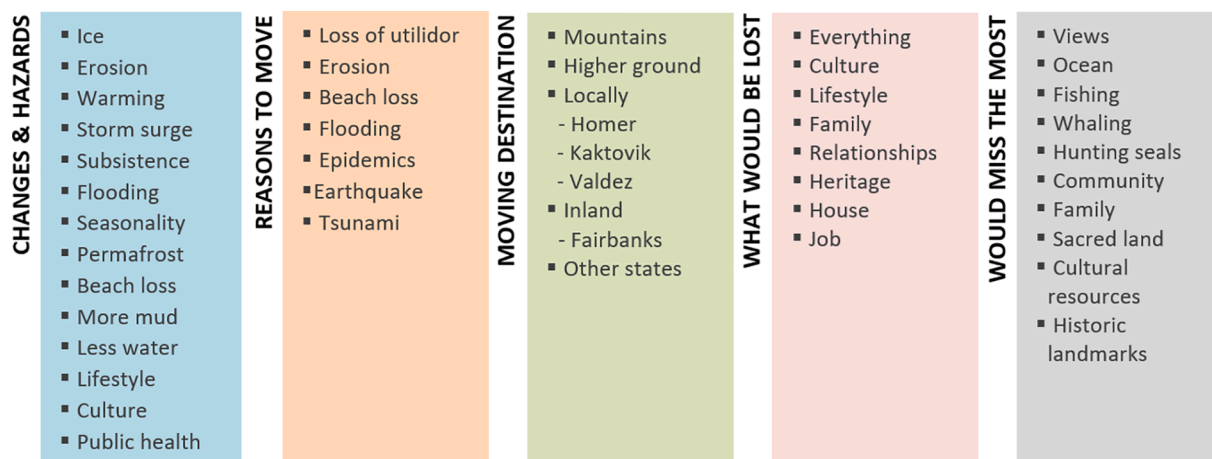 CHANGES & HAZARDS
▪ Ice
▪ Erosion
▪ Warming
▪ Storm surge
▪ Subsistence
▪ Flooding
▪ Seasonality
▪ Permafrost
▪ Beach loss
▪ More mud
▪ Less water
▪ Lifestyle
▪ Culture
▪ Public health
REASONS TO MOVE
▪ Loss of utilidor
▪ Erosion
▪ Beach loss
▪ Flooding
▪ Epidemics
▪Earthquake
▪ Tsunami
MOVING DESTINATION
▪ Mountains
▪ Higher ground
▪ Locally
- Homer
- Kaktovik
- Valdez
▪ Inland
- Fairbanks
▪ Other states
WHAT WOULD BE LOST
▪ Everything
▪ Culture
▪ Lifestyle
▪ Family
▪ Relationships
▪ Heritage
▪ House
▪ Job
WOULD MISS THE MOST
▪ Views
▪ Ocean
▪ Fishing
▪ Whaling
▪ Hunting seals
▪ Community
▪ Family
▪ Sacred land
▪ Cultural
resources
▪ Historic
landmarks